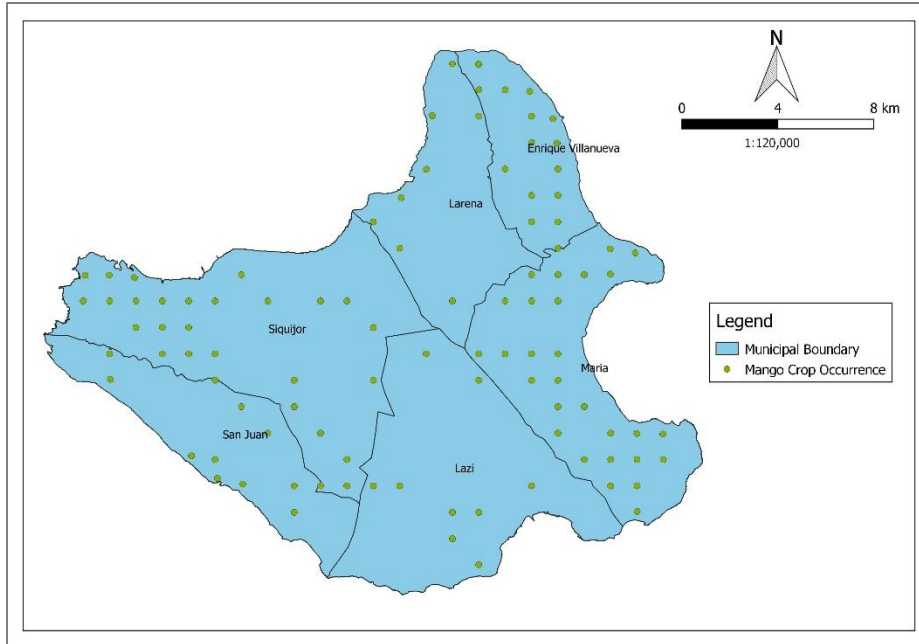 N
0 4 8 km
1:120,000
Enrique Villanueva
Larena
Siquijor
Maria
San Juan
Lazi
Legend
Municipal Boundary
Mango Crop Occurrence